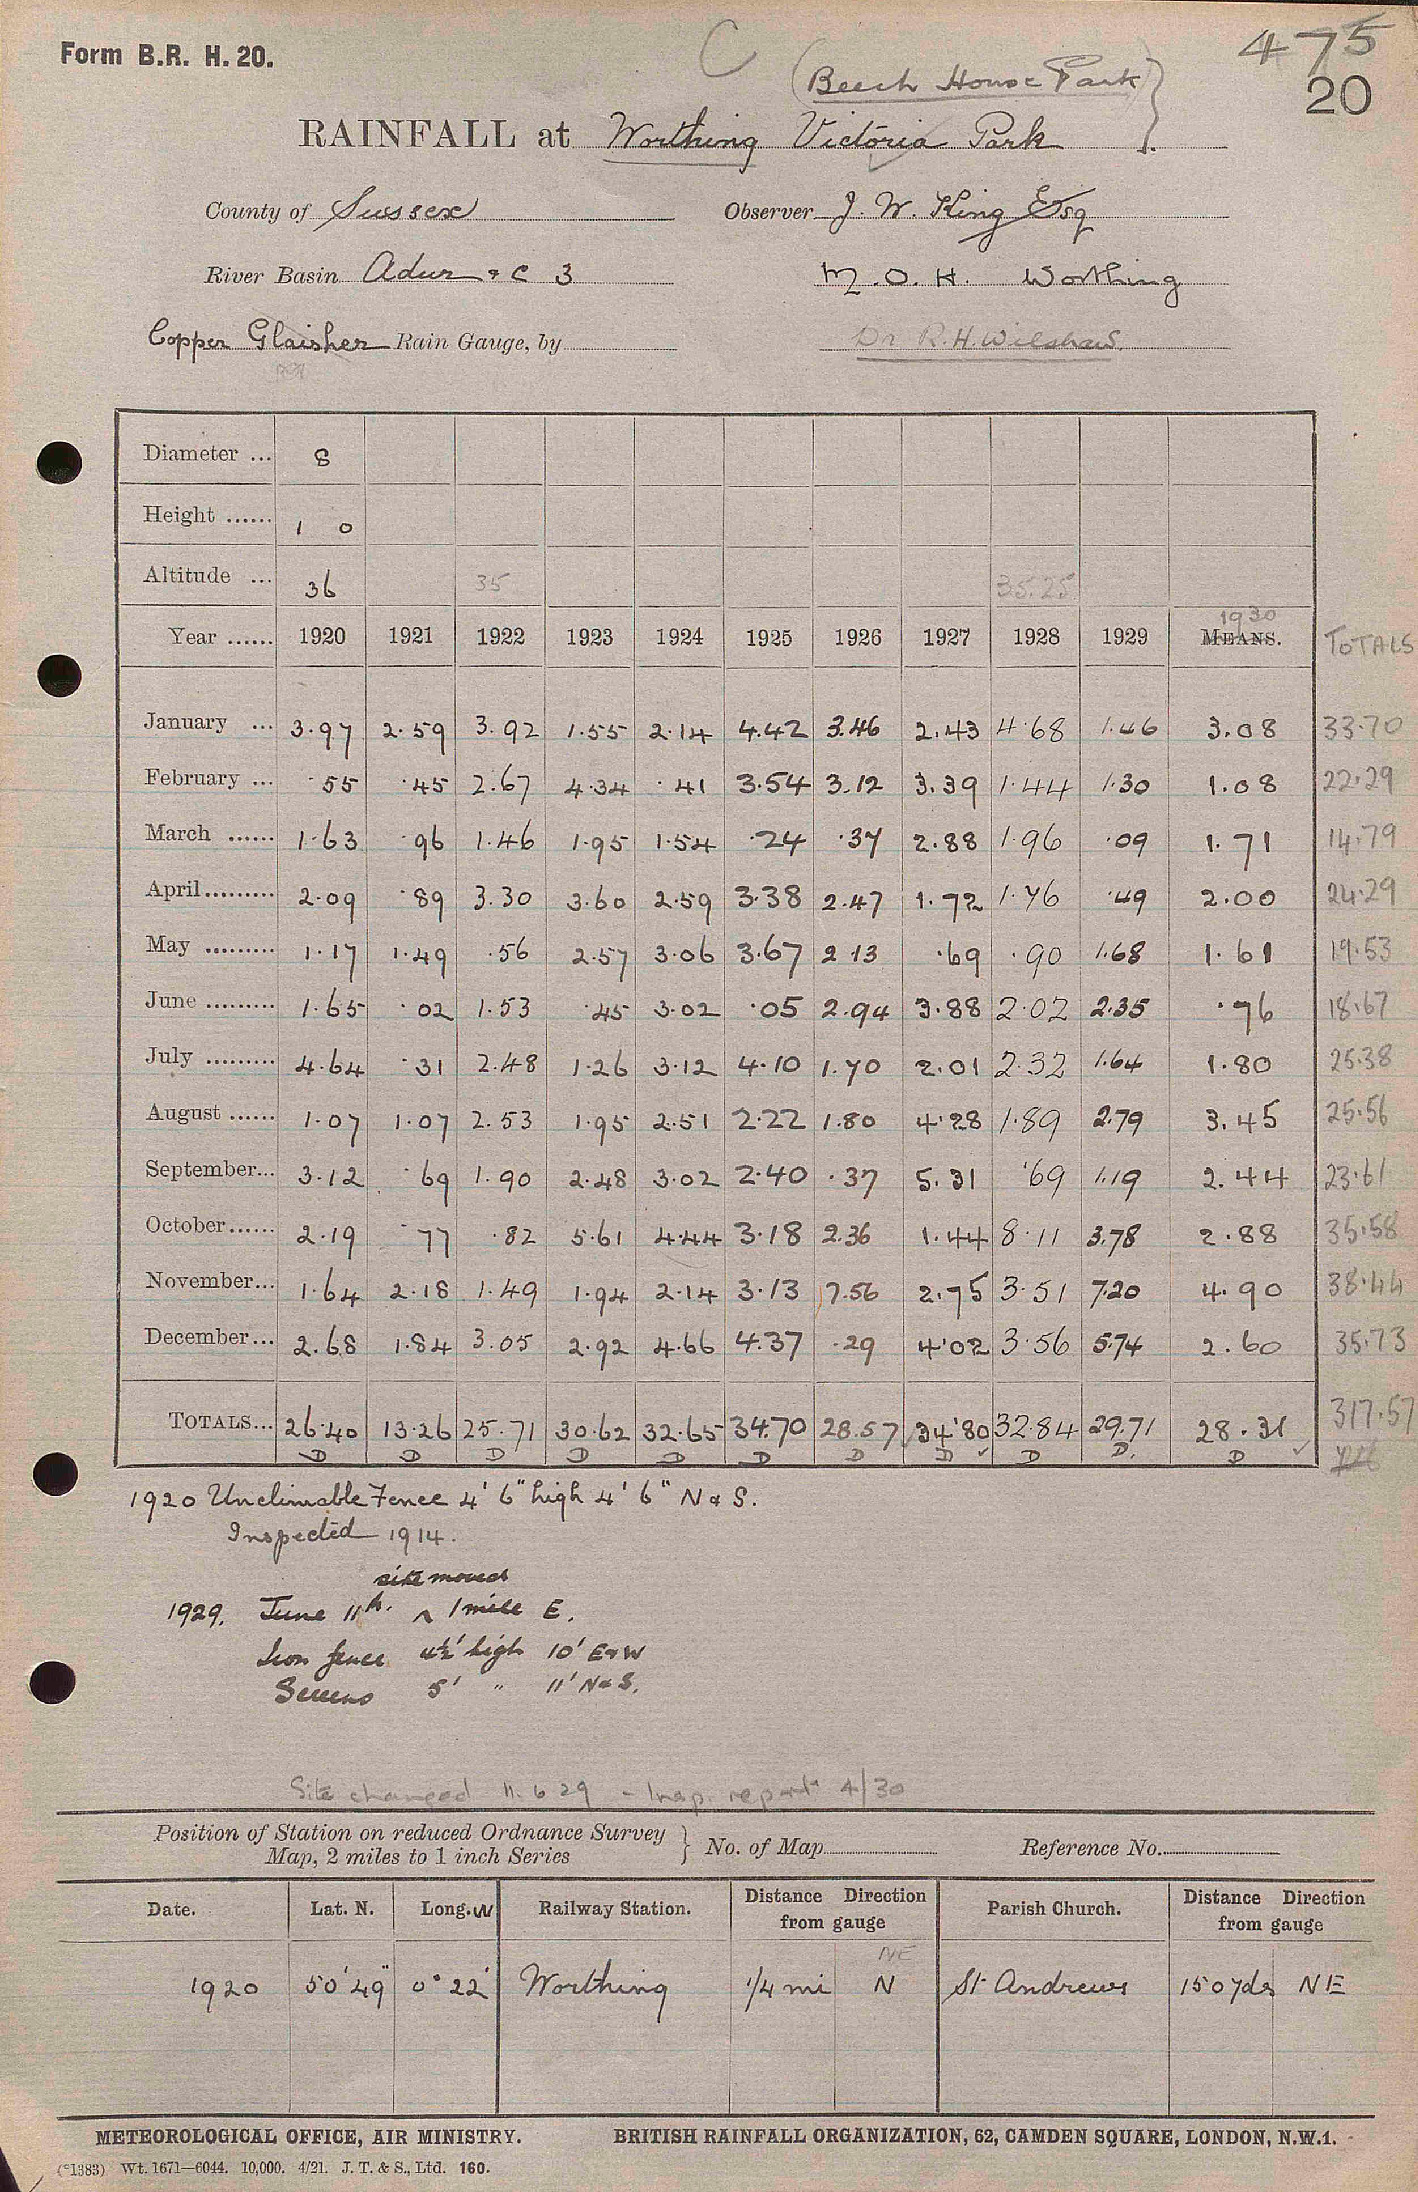 Form B.R. H. 20.
C
475
20
(Beech House Park)
RAINFALL at Worthing Victoria Park
County of Sussex Observer J. W. King Esq
River Basin Adur & C 3 M.O.H. Worthing
Copper Glaisher Rain Gauge, by Dr R.H. Wilshaw.
Diameter ... 8
Height ...... 1 0
Altitude ... 36 35 35.25
1930
Year ...... 1920 1921 1922 1923 1924 1925 1926 1927 1928 1929 MEANS. TOTALS
January ... 3.97 2.59 3.92 1.55 2.14 4.42 3.46 2.43 4.68 1.46 3.08 33.70
February ... .55 .45 2.67 4.34 .41 3.54 3.12 3.39 1.44 1.30 1.08 22.29
March ...... 1.63 .96 1.46 1.95 1.54 .24 .37 2.88 1.96 .09 1.71 14.79
April......... 2.09 .89 3.30 3.60 2.59 3.38 2.47 1.72 1.76 .49 2.00 24.29
May ......... 1.17 1.49 .56 2.57 3.06 3.67 2.13 .69 .90 1.68 1.61 19.53
June ......... 1.65 .02 1.53 .45 3.02 .05 2.94 3.88 2.02 2.35 .76 18.67
July ......... 4.64 .31 2.48 1.26 3.12 4.10 1.70 2.01 2.32 1.64 1.80 25.38
August ...... 1.07 1.07 2.53 1.95 2.51 2.22 1.80 4.28 1.89 2.79 3.45 25.56
September... 3.12 .69 1.90 2.48 3.02 2.40 .37 5.31 .69 1.19 2.44 23.61
October...... 2.19 .77 .82 5.61 4.44 3.18 2.36 1.44 8.11 3.78 2.88 35.58
November... 1.64 2.18 1.49 1.94 2.14 3.13 7.56 2.75 3.51 7.20 4.90 38.44
December... 2.68 1.84 3.05 2.92 4.66 4.37 .29 4.02 3.56 5.74 2.60 35.73
TOTALS... 26.40 13.26 25.71 30.62 32.65 34.70 28.57 34.80 32.84 29.71 28.31 317.57
D D D D D D D D D D. D
1920 Unclimable Fence 4' 6" high 4' 6" N & S.
Inspected 1914.
site moved
1929. June 11th. ^ 1 mile E.
Iron fence 4½' high 10' E & W
Screens 5' " 11' N & S.
Site changed 11.6.29 - Insp. report 4/30
Position of Station on reduced Ordnance Survey
Map, 2 miles to 1 inch Series } No. of Map Reference No.
Date. Lat. N. Long. W Railway Station. Distance from gauge Direction Parish Church. Distance from gauge Direction
NE
1920 50°49' 0°22' Worthing 1/4 mi N St Andrews 150 yds NE
METEOROLOGICAL OFFICE, AIR MINISTRY. BRITISH RAINFALL ORGANIZATION, 62, CAMDEN SQUARE, LONDON, N.W.1.
(*1383) Wt. 1671—6044. 10,000. 4/21. J. T. & S., Ltd. 160.